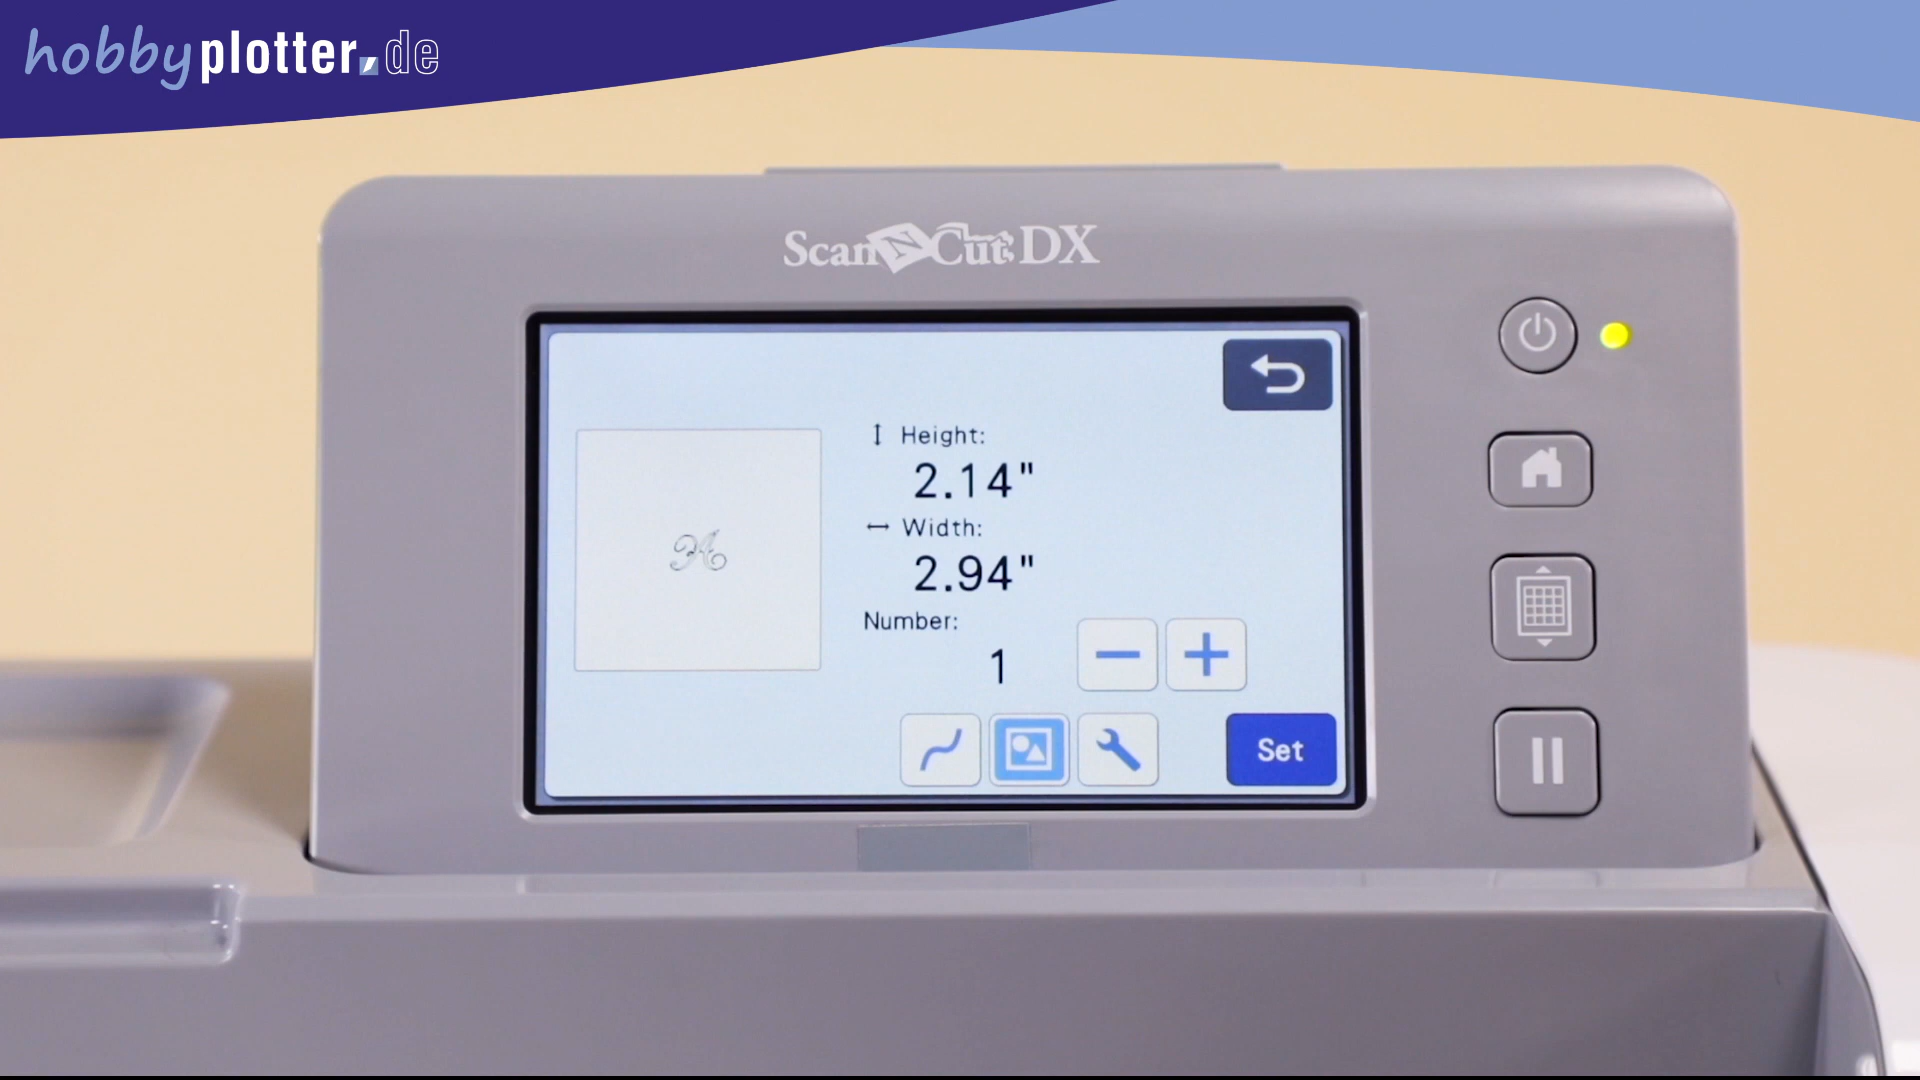 hobbyplotter.de
ScanNCut DX
Height:
2.14"
A
Width:
2.94"
Number:
1
Set